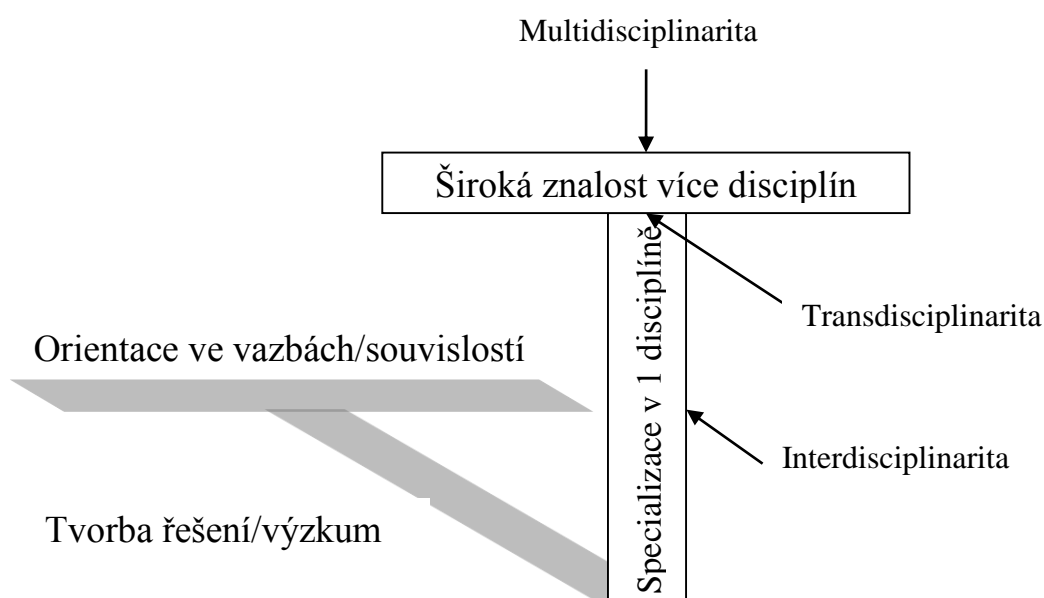 Multidisciplinarita
Široká znalost více disciplín
Specializace v 1 disciplíně
Transdisciplinarita
Orientace ve vazbách/souvislostí
Interdisciplinarita
Tvorba řešení/výzkum